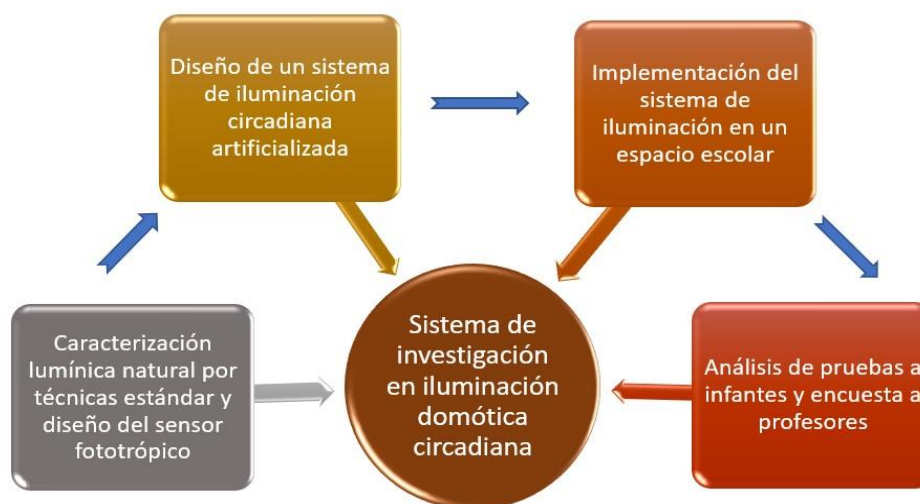 Diseño de un sistema
de iluminación
circadiana
artificializada
Implementación del
sistema de
iluminación en un
espacio escolar
Caracterización
lumínica natural por
técnicas estándar y
diseño del sensor
fototrópico
Sistema de
investigación
en iluminación
domótica
circadiana
Análisis de pruebas a
infantes y encuesta a
profesores